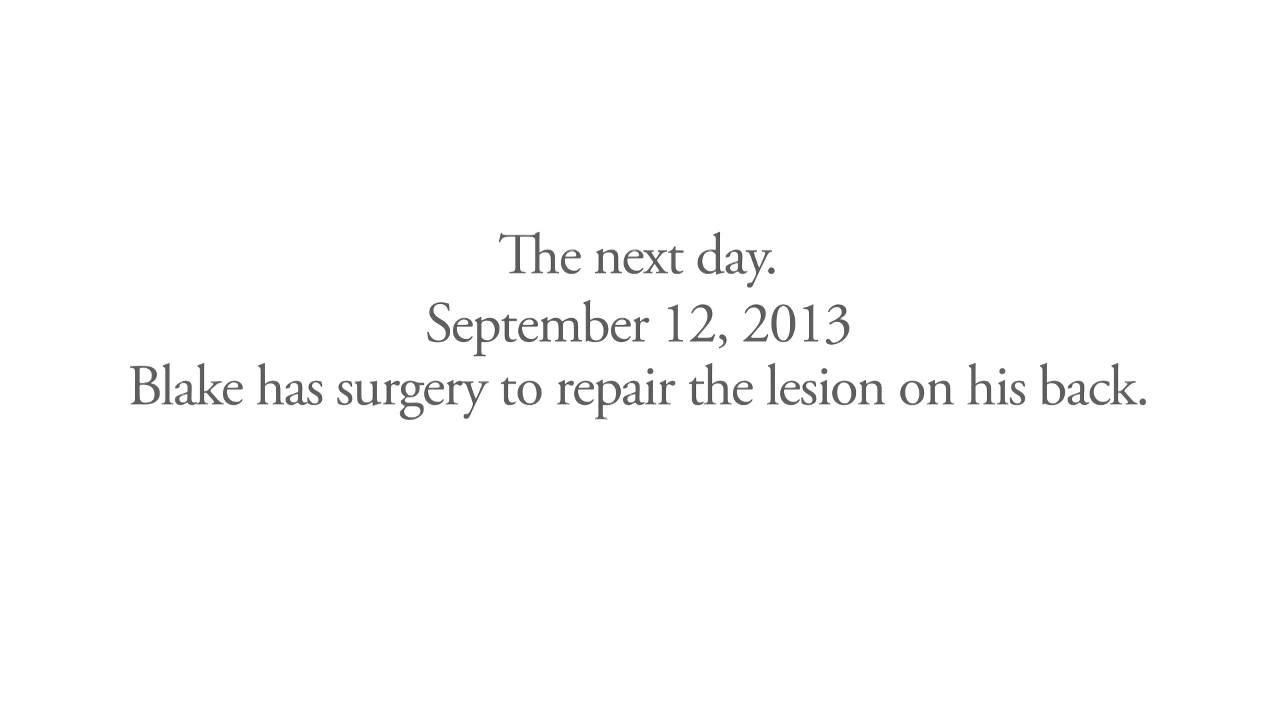 The next day.
September 12, 2013
Blake has surgery to repair the lesion on his back.